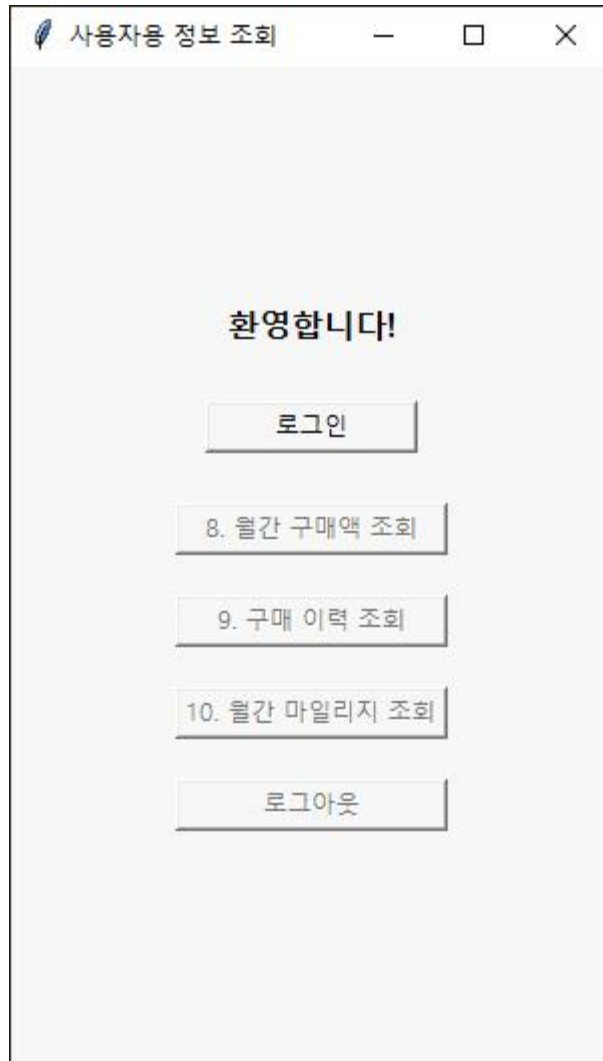 사용자용 정보 조회
환영합니다!
로그인
8. 월간 구매액 조회
9. 구매 이력 조회
10. 월간 마일리지 조회
로그아웃